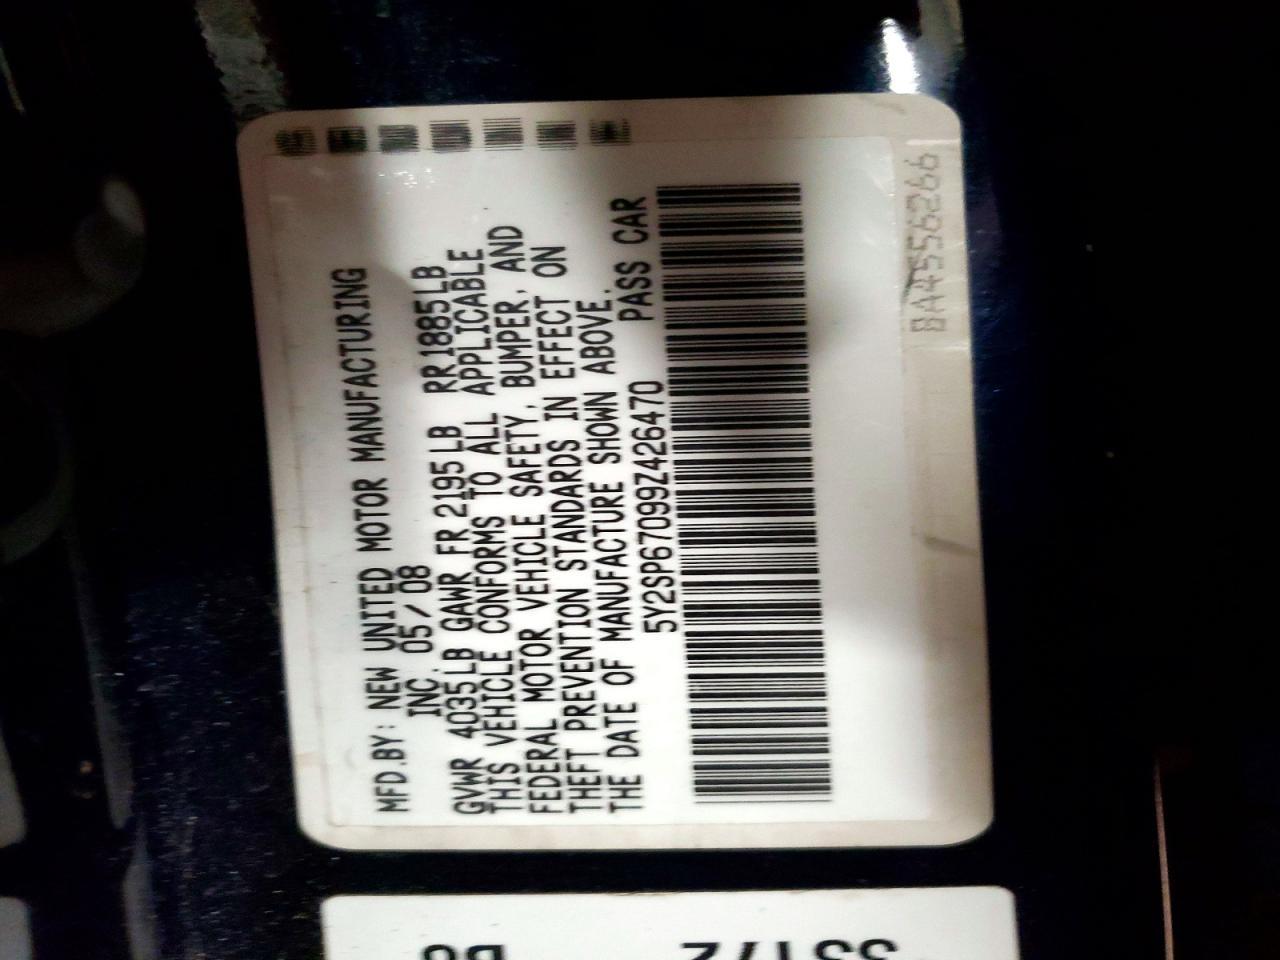 MFD.BY: NEW UNITED MOTOR MANUFACTURING
INC. 05/08
GVWR 4035LB GAWR FR 2195LB RR1885LB
THIS VEHICLE CONFORMS TO ALL APPLICABLE
FEDERAL MOTOR VEHICLE SAFETY, BUMPER, AND
THEFT PREVENTION STANDARDS IN EFFECT ON
THE DATE OF MANUFACTURE SHOWN ABOVE.
5Y2SP67099Z426470 PASS CAR
BA4556266